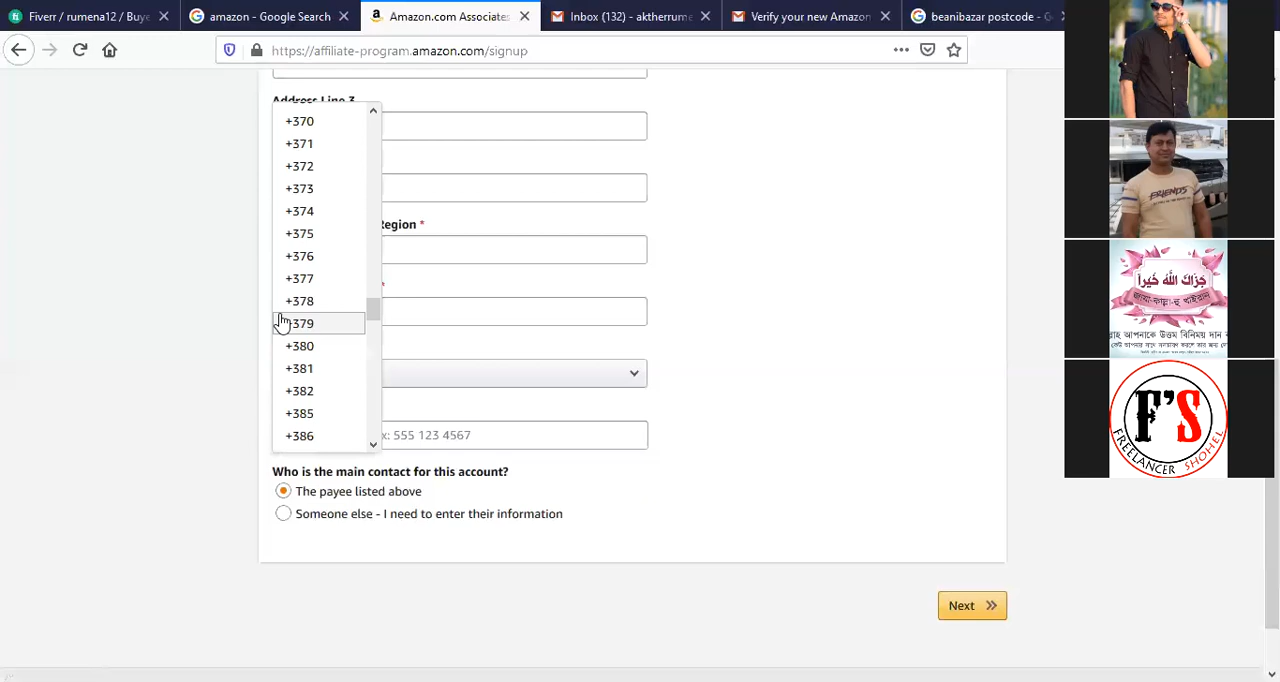 Fiverr / rumena12 / Buye
amazon - Google Search
Amazon.com Associates
Inbox (132) - aktherrume
Verify your new Amazon
beanibazar postcode - G
https://affiliate-program.amazon.com/signup
Address Line 3
+370
+371
+372
+373
+374
+375
+376
+377
+378
379
+380
+381
+382
+385
+386
Region *
*
x: 555 123 4567
Who is the main contact for this account?
The payee listed above
Someone else - I need to enter their information
Next
FRIENDS
F'S
FREELANCER SHOHEL